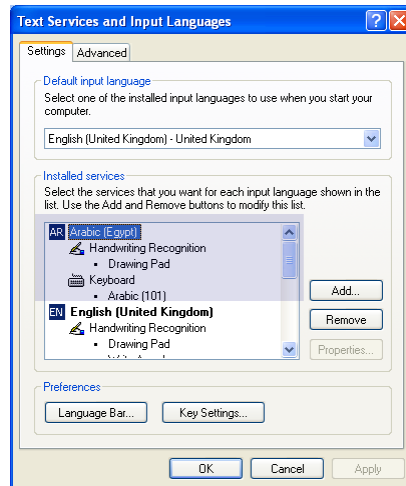 Text Services and Input Languages
Settings
Advanced
Default input language
Select one of the installed input languages to use when you start your
computer.
English (United Kingdom) - United Kingdom
Installed services
Select the services that you want for each input language shown in the
list. Use the Add and Remove buttons to modify this list.
AR Arabic (Egypt)
Handwriting Recognition
• Drawing Pad
Keyboard
• Arabic (101)
EN English (United Kingdom)
Handwriting Recognition
• Drawing Pad
Add...
Remove
Properties...
Preferences
Language Bar...
Key Settings...
OK
Cancel
Apply